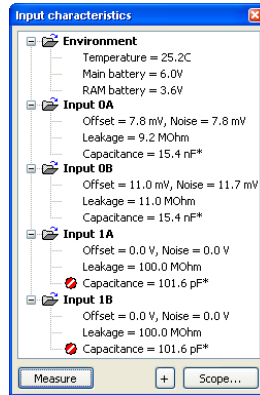 Input characteristics
Environment
Temperature = 25.2C
Main battery = 6.0V
RAM battery = 3.6V
Input 0A
Offset = 7.8 mV, Noise = 7.8 mV
Leakage = 9.2 MOhm
Capacitance = 15.4 nF*
Input 0B
Offset = 11.0 mV, Noise = 11.7 mV
Leakage = 11.0 MOhm
Capacitance = 15.4 nF*
Input 1A
Offset = 0.0 V, Noise = 0.0 V
Leakage = 100.0 MOhm
Capacitance = 101.6 pF*
Input 1B
Offset = 0.0 V, Noise = 0.0 V
Leakage = 100.0 MOhm
Capacitance = 101.6 pF*
Measure + Scope...